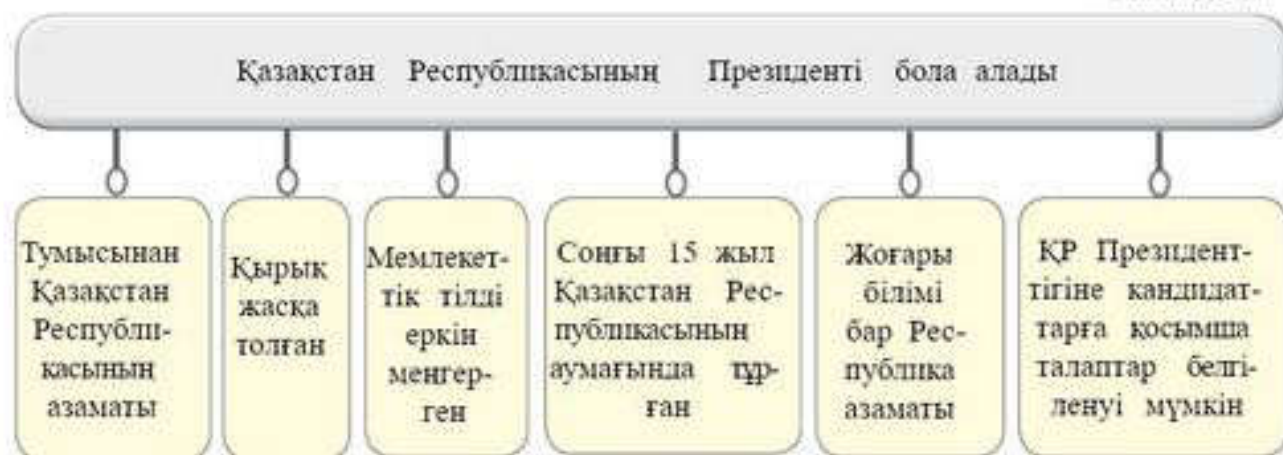 Қазақстан Республикасының Президенті бола алады
Тумысынан
Қазақстан
Республи-
касының
азаматы
Қырық
жасқа
толған
Мемлекет-
тік тілді
еркін
меңгер-
ген
Соңғы 15 жыл
Қазақстан Рес-
публикасының
аумағында тұр-
ған
Жоғары
білімі
бар Рес-
публика
азаматы
ҚР Президент-
тігіне кандидат-
тарға қосымша
талаптар белгі-
ленуі мүмкін